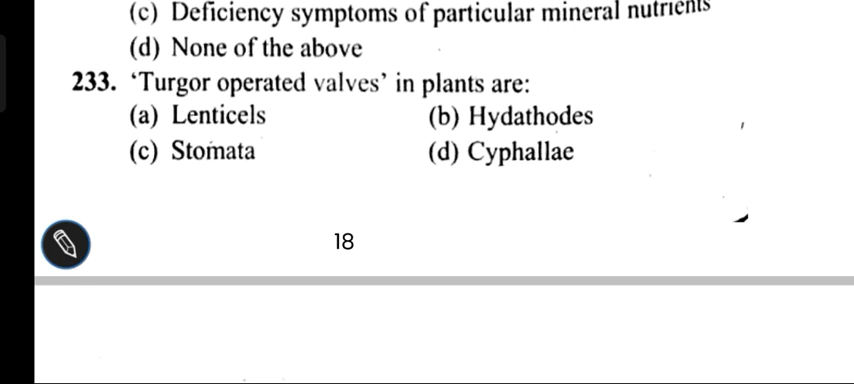 (c) Deficiency symptoms of particular mineral nutrients
(d) None of the above
233. ‘Turgor operated valves’ in plants are:
(a) Lenticels (b) Hydathodes
(c) Stomata (d) Cyphallae
18